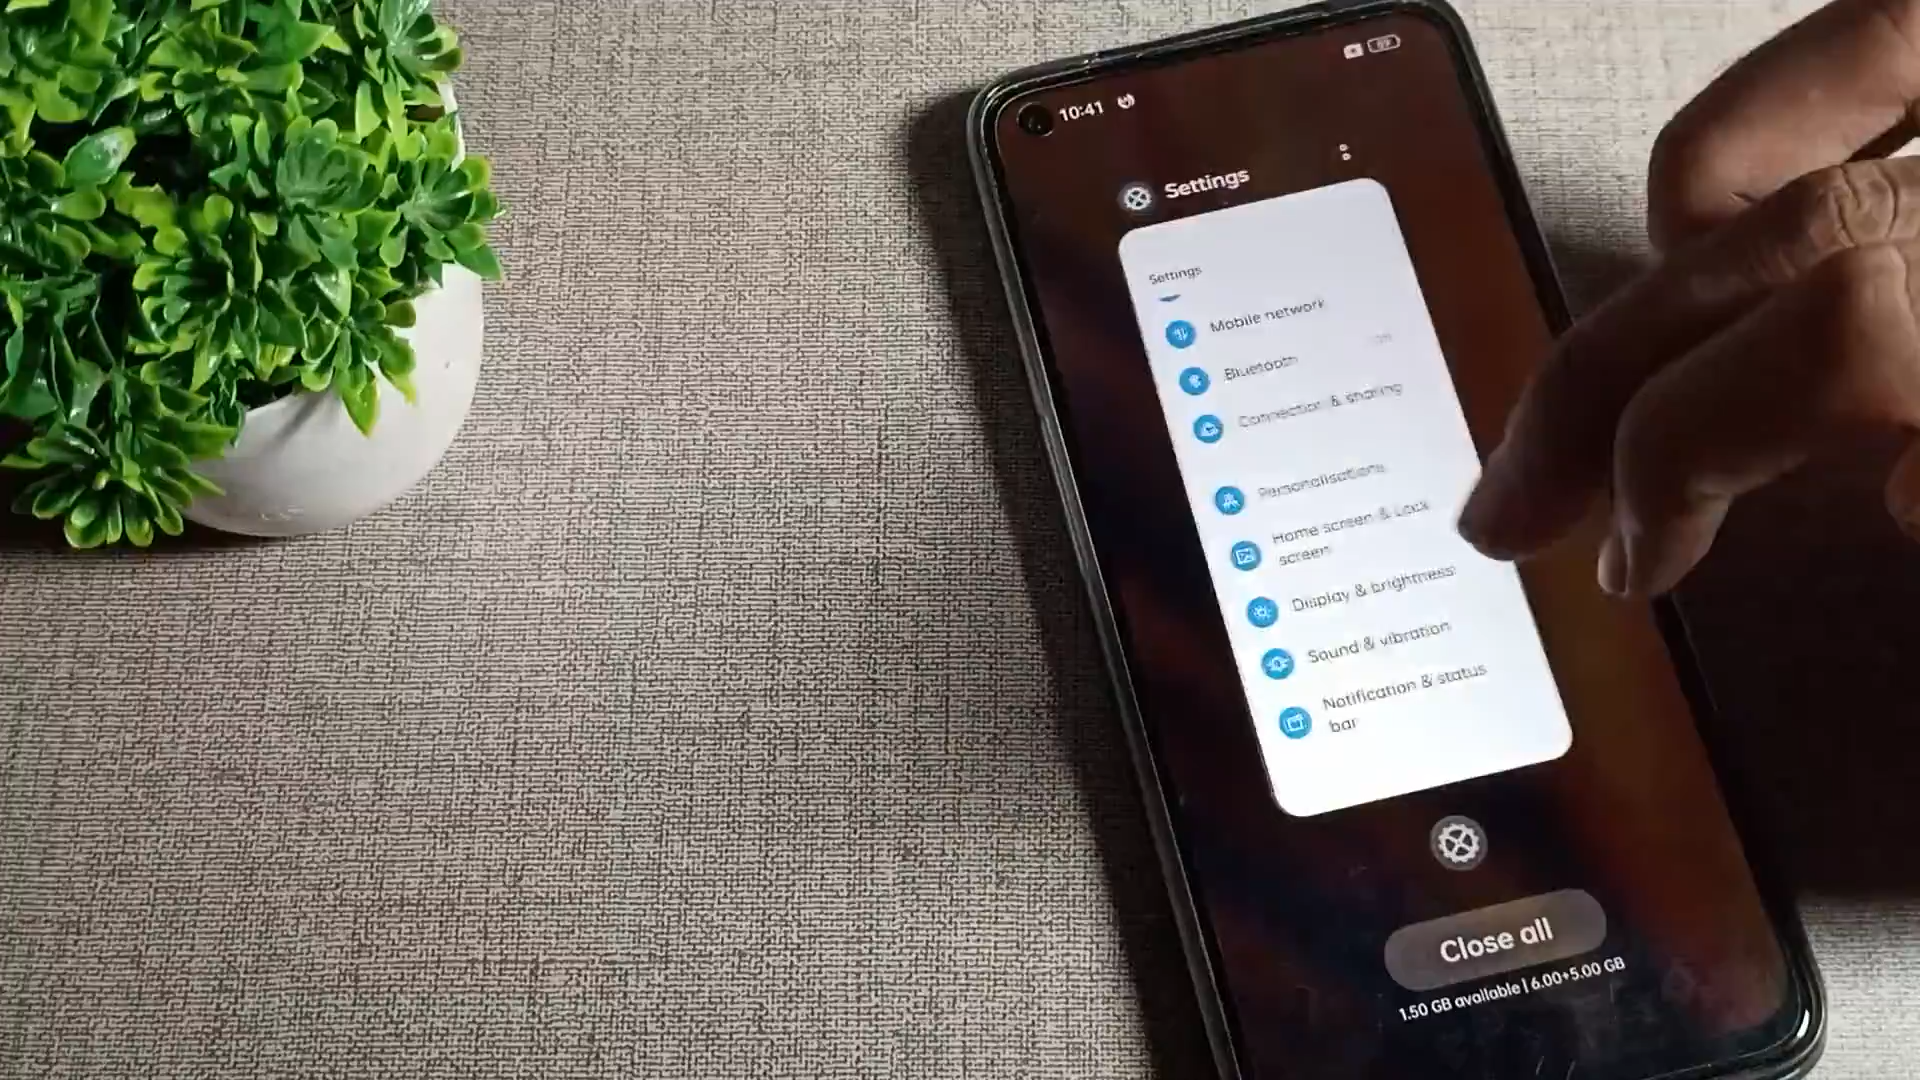 10:41
Settings
Settings
Mobile network
Bluetooth
Connection & sharing
Personalisations
Home screen & Lock
screen
Display & brightness
Sound & vibration
Notification & status
bar
Close all
1.50 GB available | 6.00+5.00 GB